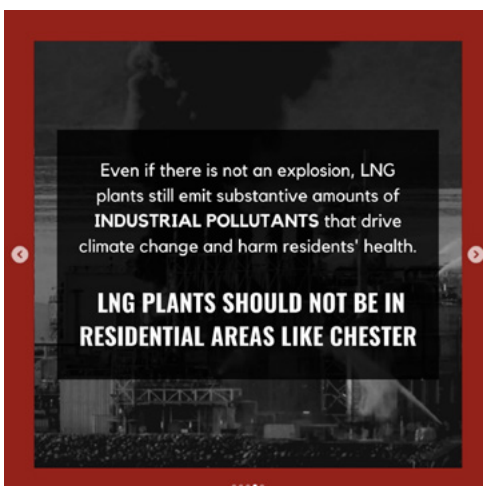 Even if there is not an explosion, LNG
plants still emit substantive amounts of
INDUSTRIAL POLLUTANTS that drive
climate change and harm residents' health.
LNG PLANTS SHOULD NOT BE IN
RESIDENTIAL AREAS LIKE CHESTER